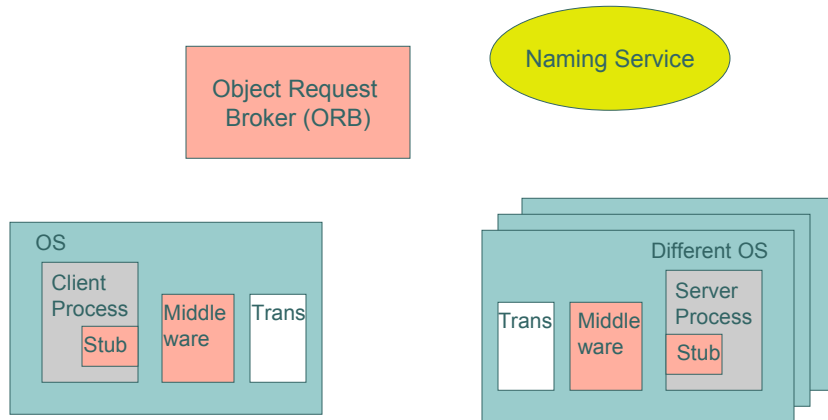 Object Request
Broker (ORB)
Naming Service
OS
Client
Process
Stub
Middle
ware
Trans
Different OS
Trans
Middle
ware
Server
Process
Stub